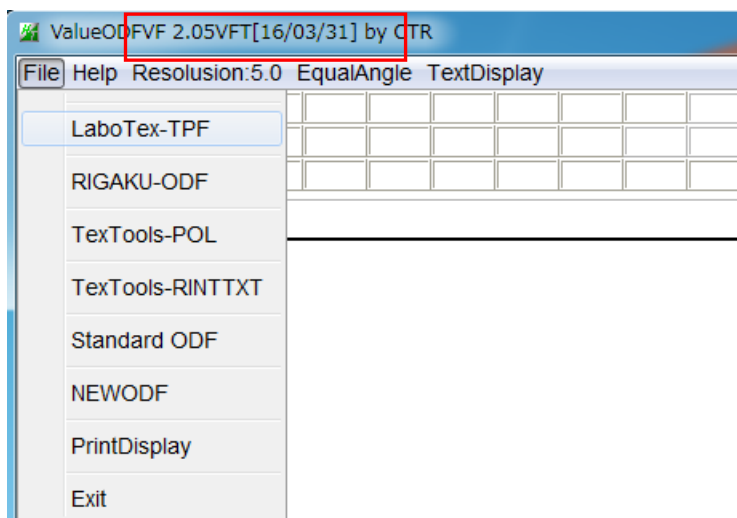 ValueODFVF 2.05VFT[16/03/31] by CTR
File Help Resolusion:5.0 EqualAngle TextDisplay
LaboTex-TPF
RIGAKU-ODF
TexTools-POL
TexTools-RINTTXT
Standard ODF
NEWODF
PrintDisplay
Exit